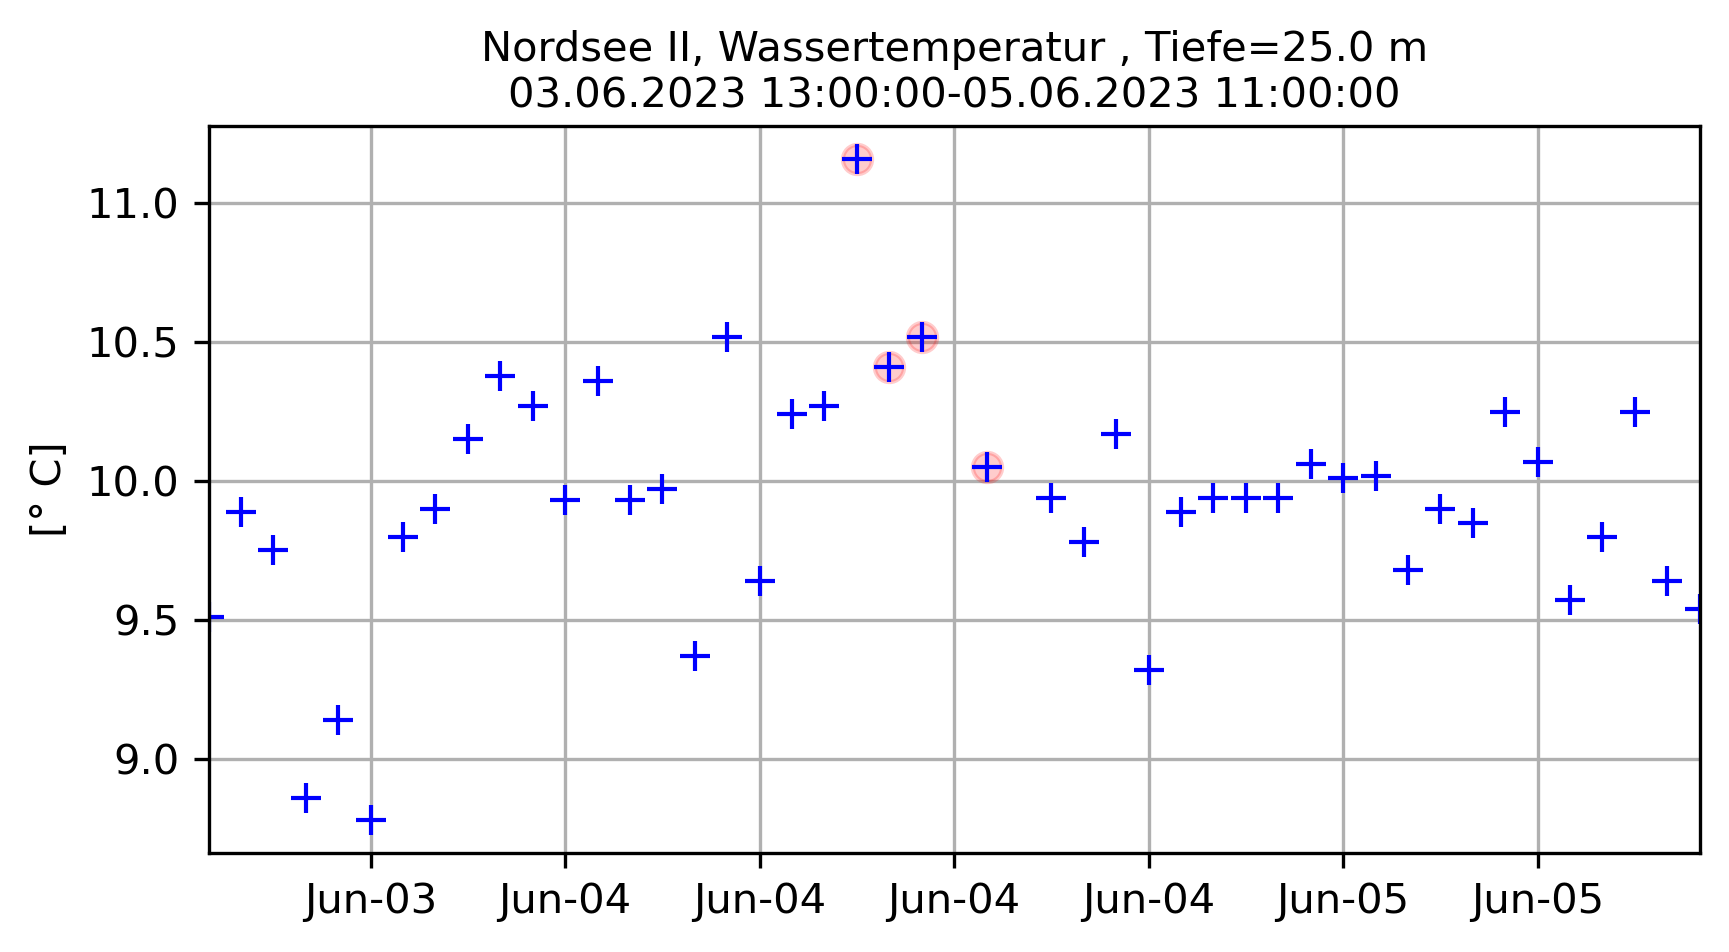 Nordsee II, Wassertemperatur , Tiefe=25.0 m
03.06.2023 13:00:00-05.06.2023 11:00:00
11.0
10.5
10.0
9.5
9.0
[° C]
Jun-03 Jun-04 Jun-04 Jun-04 Jun-04 Jun-05 Jun-05